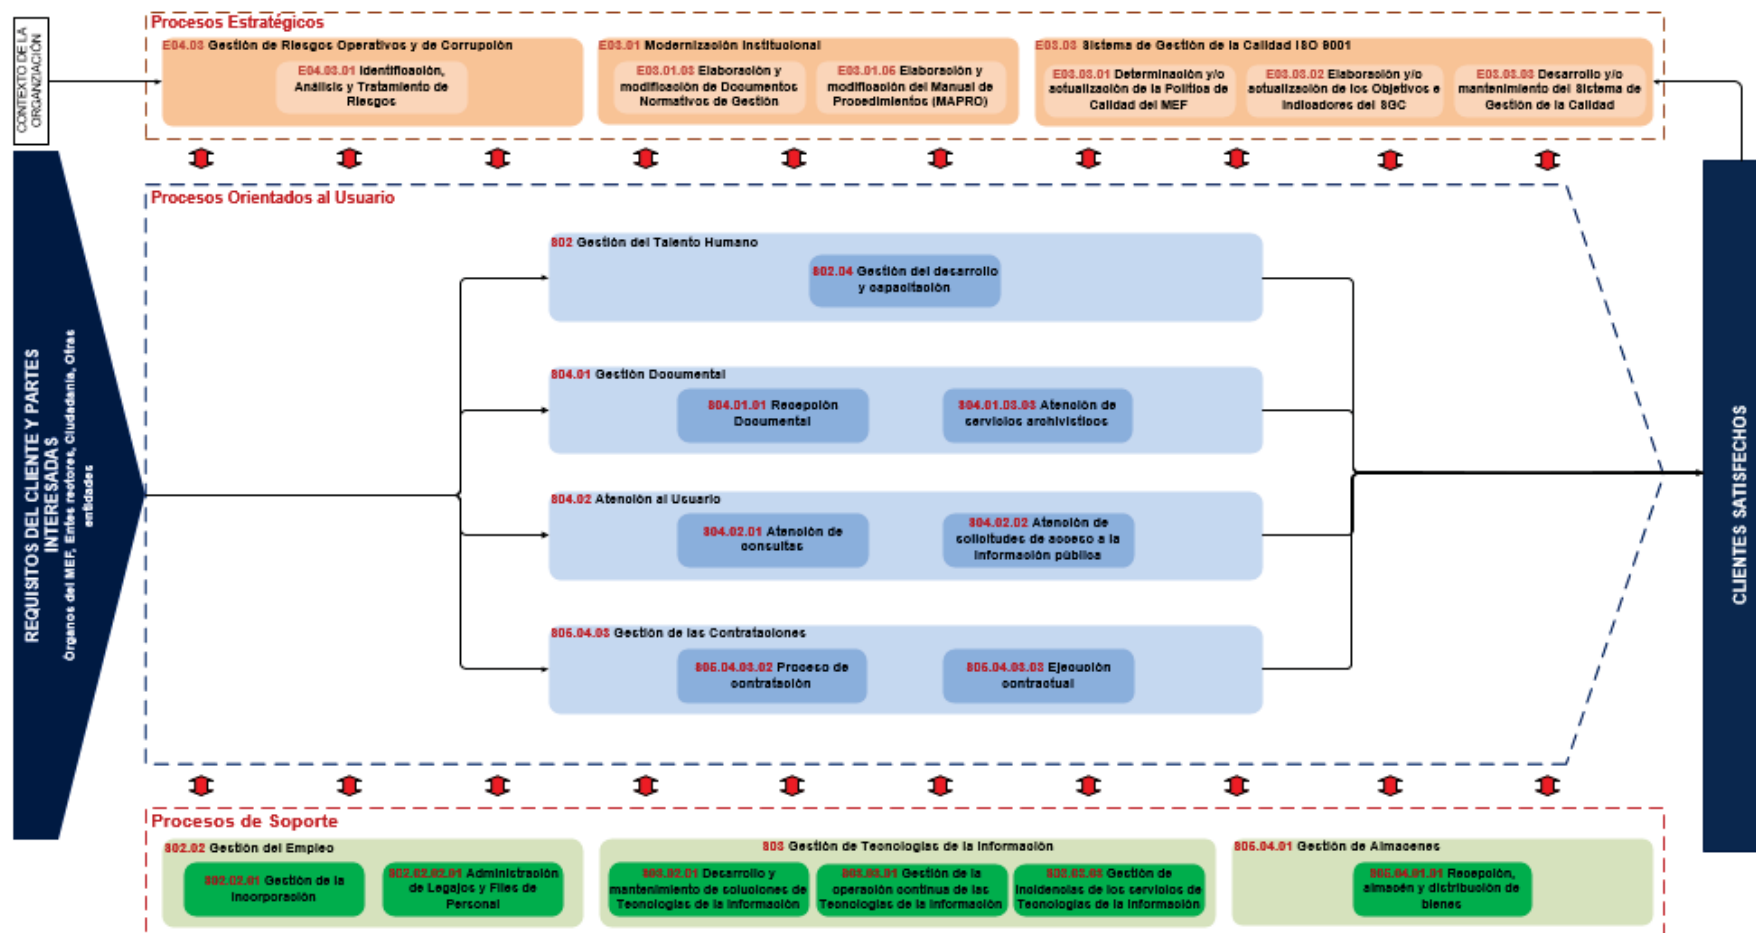 Procesos Estratégicos
CONTEXTO DE LA
ORGANZIACIÓN
E04.03 Gestión de Riesgos Operativos y de Corrupción
E04.03.01 Identificación,
Análisis y Tratamiento de
Riesgos
E03.01 Modernización Institucional
E03.01.03 Elaboración y
modificación de Documentos
Normativos de Gestión
E03.01.05 Elaboración y
modificación del Manual de
Procedimientos (MAPRO)
E03.03 Sistema de Gestión de la Calidad ISO 9001
E03.03.01 Determinación y/o
actualización de la Política de
Calidad del MEF
E03.03.02 Elaboración y/o
actualización de los Objetivos e
Indicadores del SGC
E03.03.03 Desarrollo y/o
mantenimiento del Sistema de
Gestión de la Calidad
REQUISITOS DEL CLIENTE Y PARTES
INTERESADAS
Órganos del MEF, Entes rectores, Ciudadanía, Otras
entidades
Procesos Orientados al Usuario
S02 Gestión del Talento Humano
S02.04 Gestión del desarrollo
y capacitación
S04.01 Gestión Documental
S04.01.01 Recepción
Documental
S04.01.03.03 Atención de
servicios archivísticos
S04.02 Atención al Usuario
S04.02.01 Atención de
consultas
S04.02.02 Atención de
solicitudes de acceso a la
información pública
S05.04.03 Gestión de las Contrataciones
S05.04.03.02 Proceso de
contratación
S05.04.03.03 Ejecución
contractual
CLIENTES SATISFECHOS
Procesos de Soporte
S02.02 Gestión del Empleo
S02.02.01 Gestión de la
Incorporación
S02.02.02.01 Administración
de Legajos y Files de
Personal
S03 Gestión de Tecnologías de la Información
S03.02.01 Desarrollo y
mantenimiento de soluciones de
Tecnologías de la Información
S03.03.01 Gestión de la
operación continua de las
Tecnologías de la Información
Gestión de
incidencias de los servicios de
Tecnologías de la Información
S05.04.01 Gestión de Almacenes
S05.04.01.01 Recepción,
almacén y distribución de
bienes